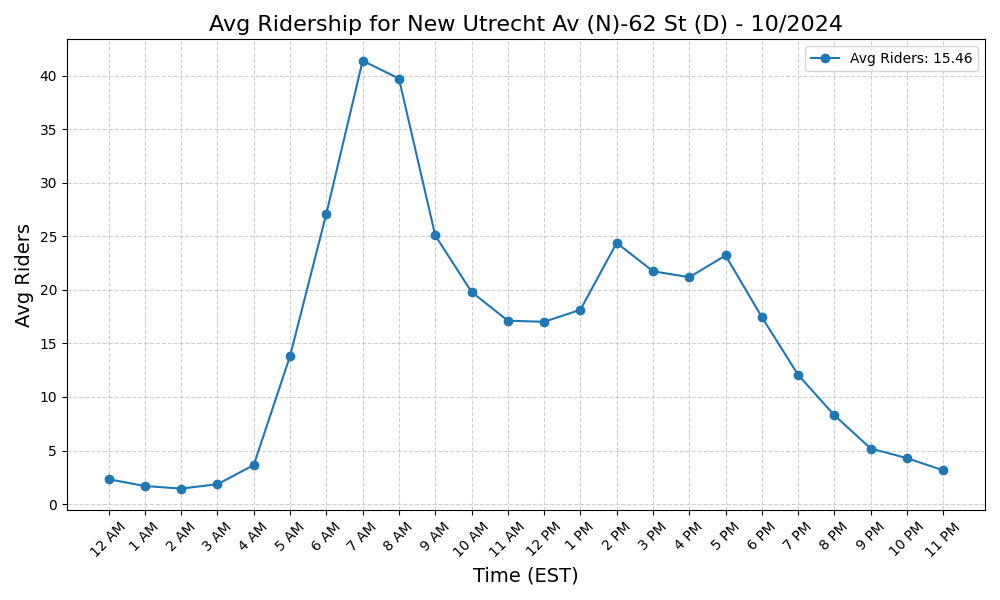 Avg Ridership for New Utrecht Av (N)-62 St (D) - 10/2024
Avg Riders: 15.46
Avg Riders
40
35
30
25
20
15
10
5
0
12 AM
1 AM
2 AM
3 AM
4 AM
5 AM
6 AM
7 AM
8 AM
9 AM
10 AM
11 AM
12 PM
1 PM
2 PM
3 PM
4 PM
5 PM
6 PM
7 PM
8 PM
9 PM
10 PM
11 PM
Time (EST)